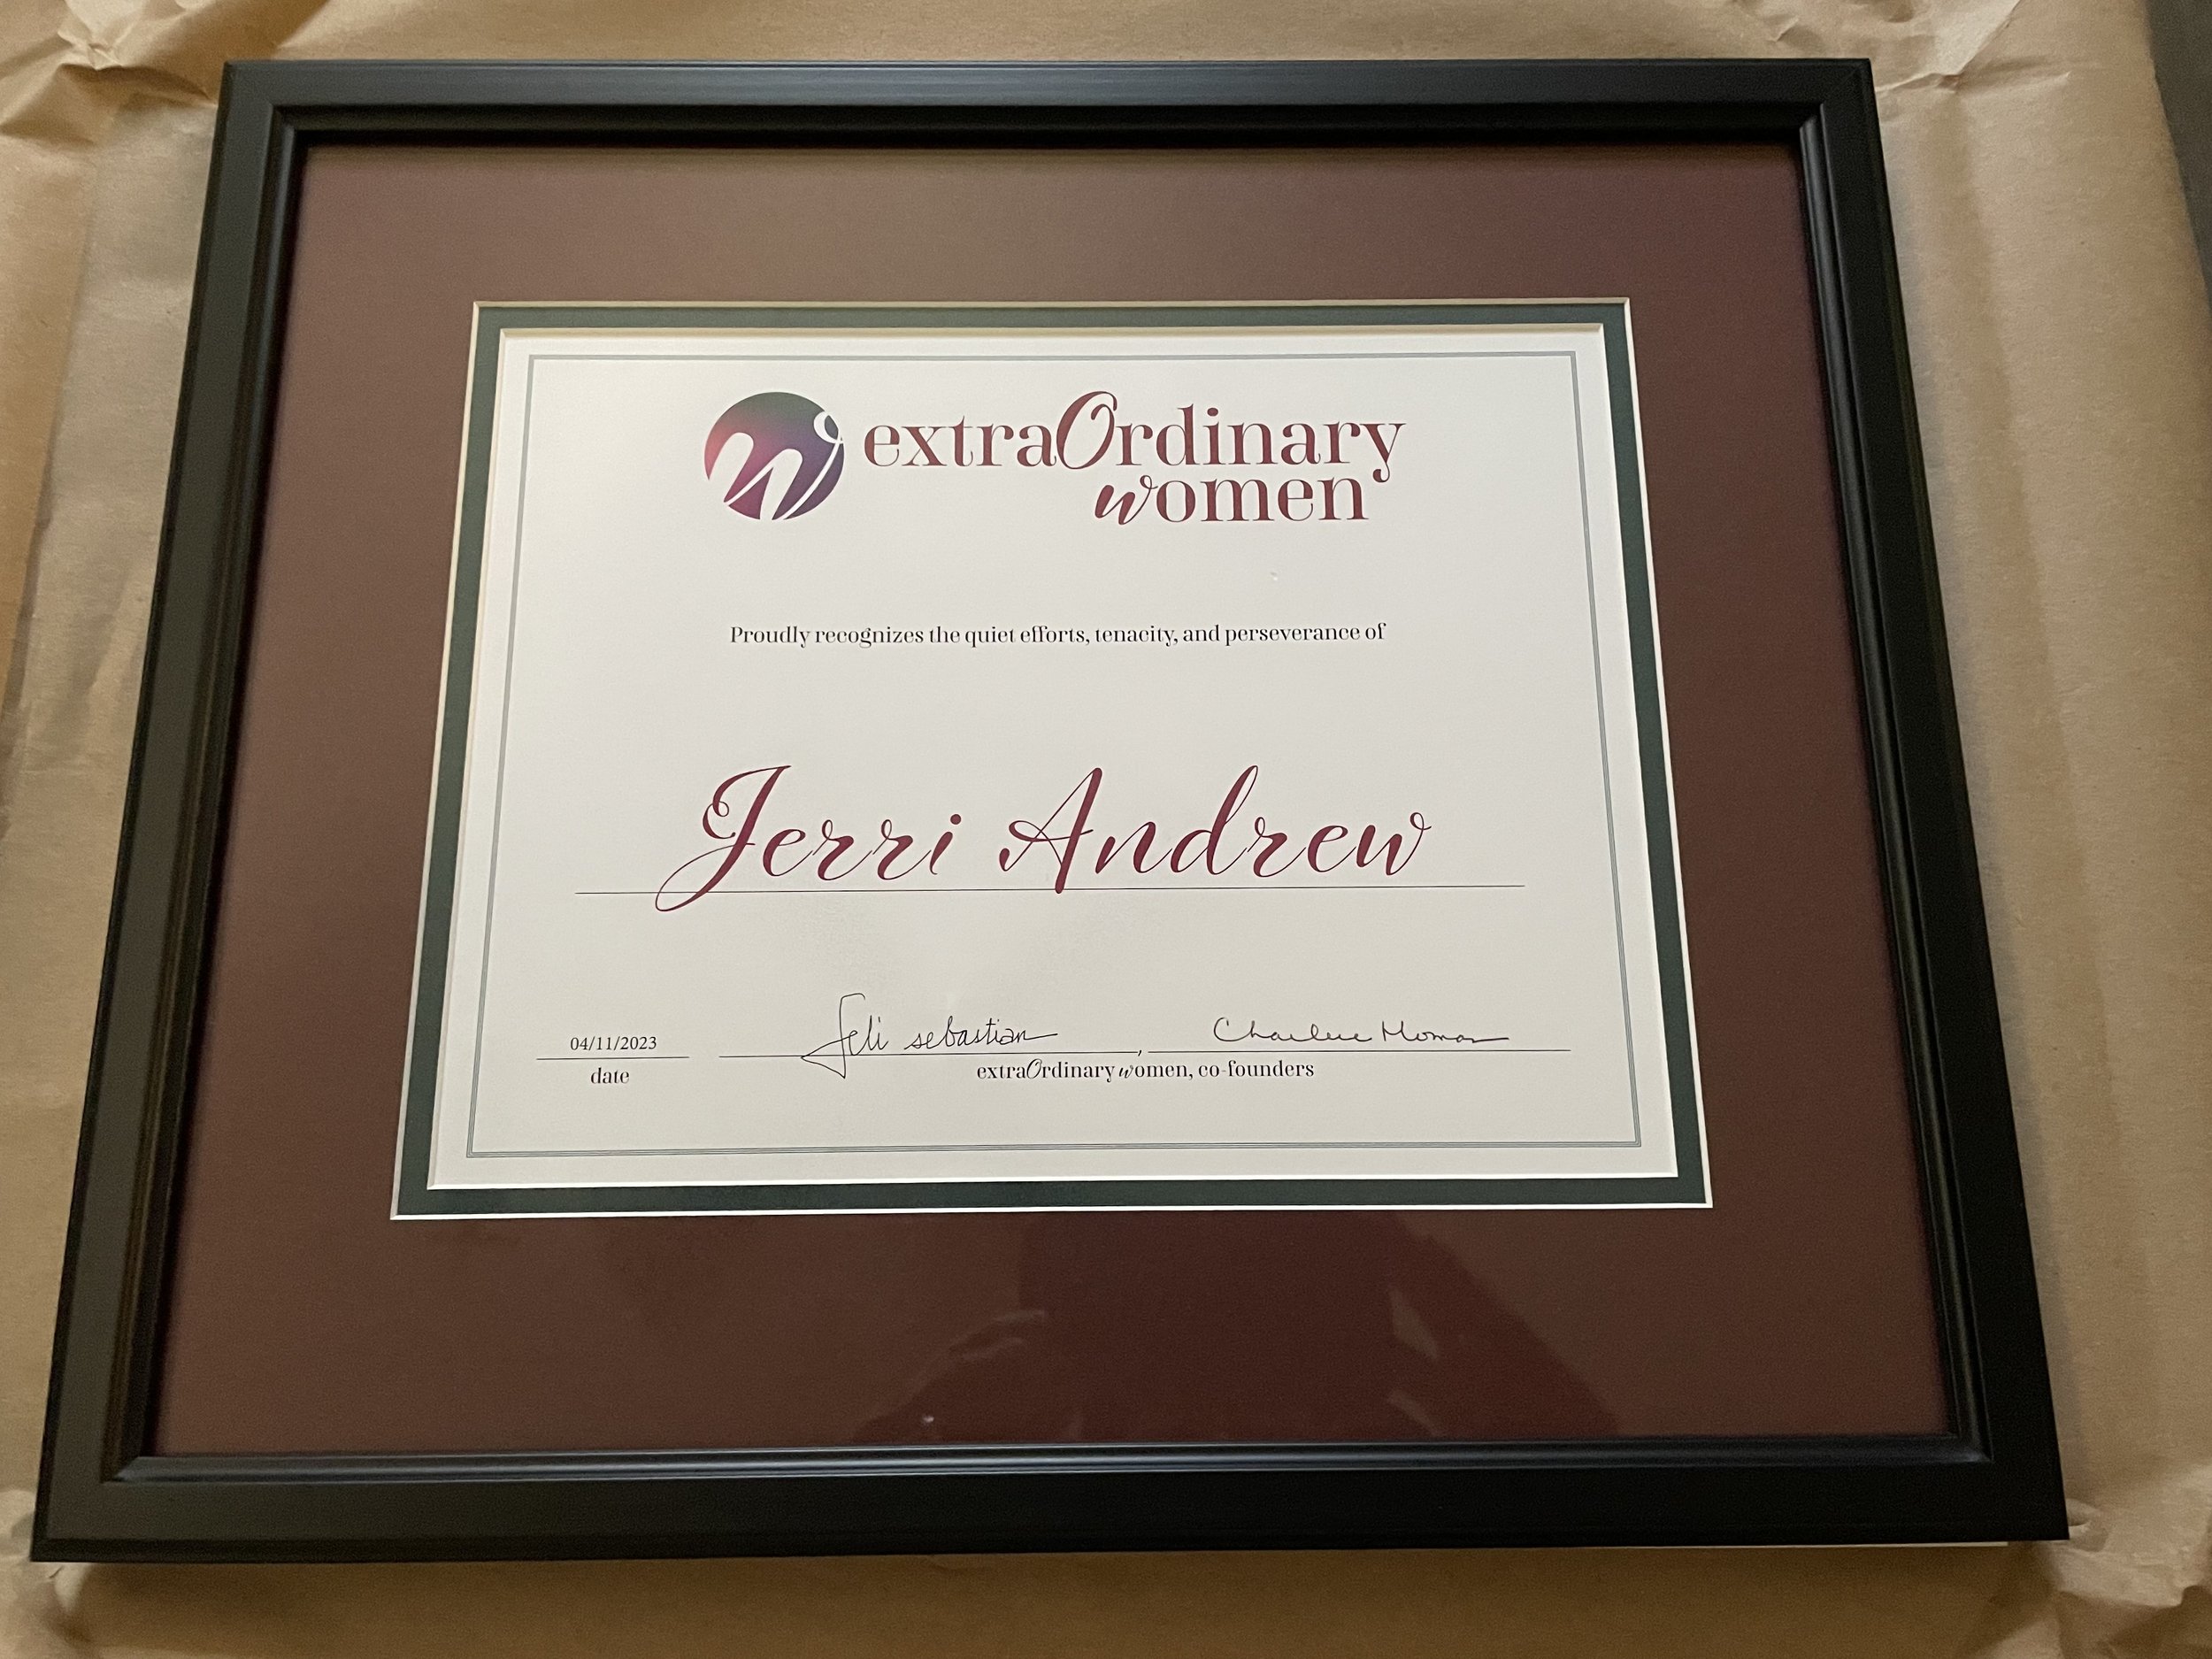 extraOrdinary
women
Proudly recognizes the quiet efforts, tenacity, and perseverance of
Jerri Andrew
04/11/2023
date
sebastian
,
extraOrdinary women, co-founders